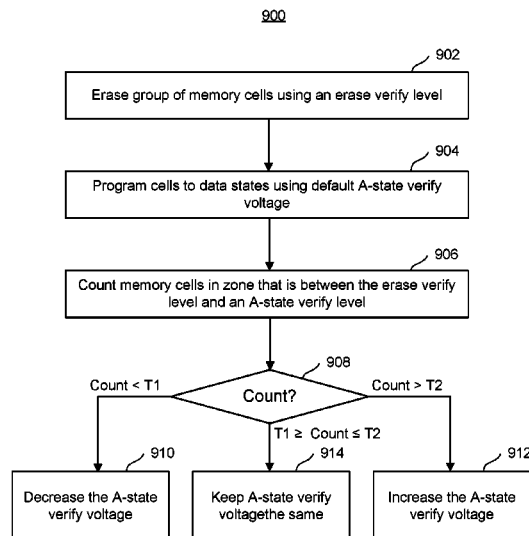 900
902
Erase group of memory cells using an erase verify level
904
Program cells to data states using default A-state verify
voltage
906
Count memory cells in zone that is between the erase verify
level and an A-state verify level
908
Count < T1
Count?
Count > T2
T1 ≥ Count ≤ T2
910
914
912
Decrease the A-state
verify voltage
Keep A-state verify
voltagethe same
Increase the A-state
verify voltage